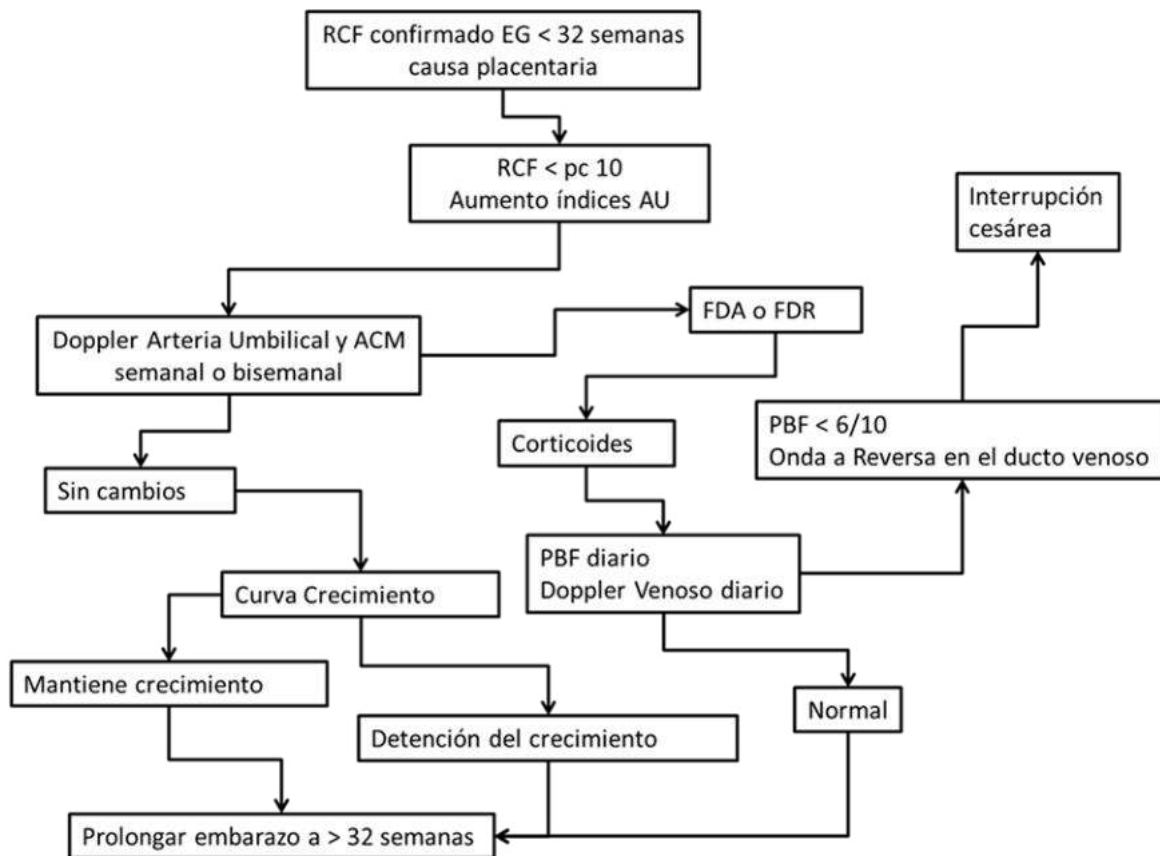 RCF confirmado EG < 32 semanas
causa placentaria
RCF < pc 10
Aumento índices AU
Interrupción
cesárea
Doppler Arteria Umbilical y ACM
semanal o bisemanal
FDA o FDR
Corticoides
PBF < 6/10
Onda a Reversa en el ducto venoso
Sin cambios
PBF diario
Doppler Venoso diario
Curva Crecimiento
Mantiene crecimiento
Normal
Detención del crecimiento
Prolongar embarazo a > 32 semanas